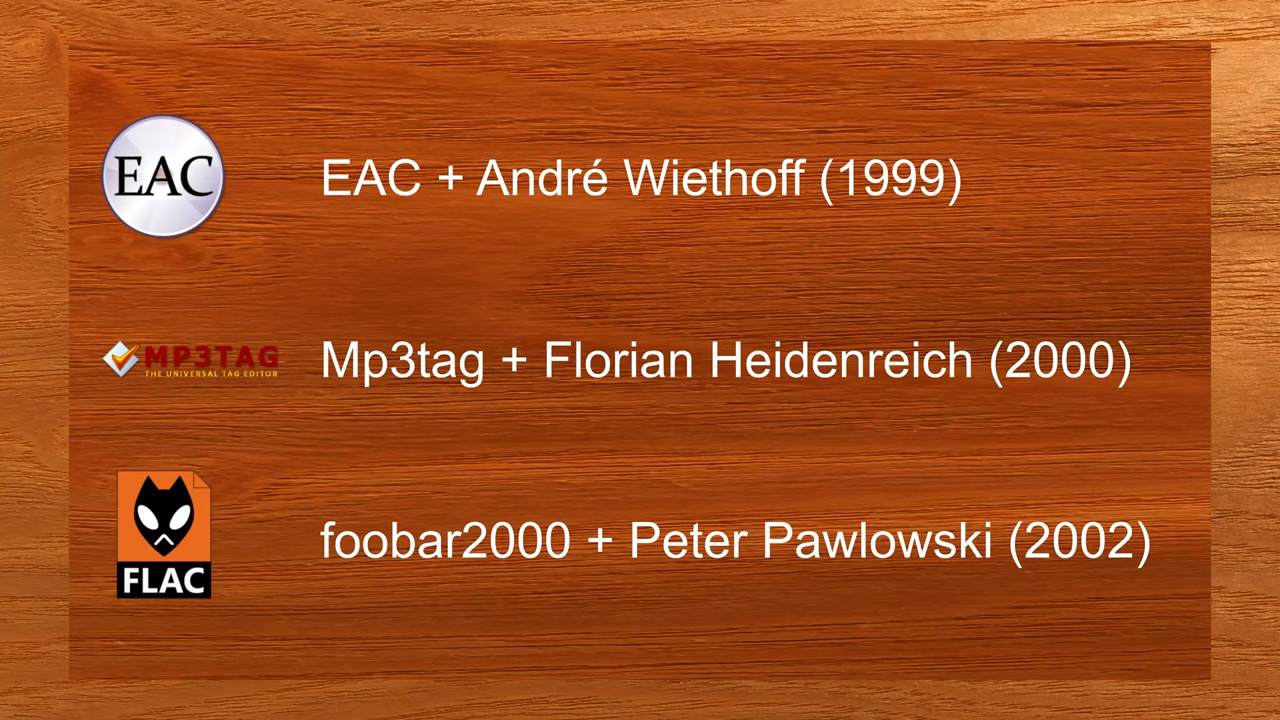 EAC
EAC + André Wiethoff (1999)
MP3TAG
THE UNIVERSAL TAG EDITOR
Mp3tag + Florian Heidenreich (2000)
foobar2000 + Peter Pawlowski (2002)
FLAC